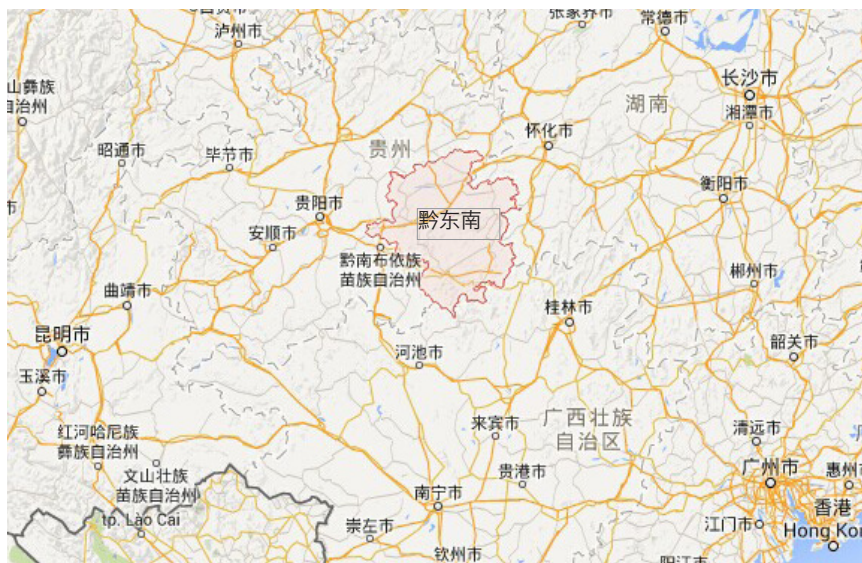 张家界市
常德市
泸州市
长沙市
山彝族
自治州
湖南
湘潭市
怀化市
昭通市
毕节市
贵州
衡阳市
市
贵阳市
黔东南
安顺市
黔南布依族
苗族自治州
郴州市
曲靖市
桂林市
昆明市
韶关市
河池市
玉溪市
来宾市
广西壮族
自治区
清远市
红河哈尼族
彝族自治州
贵港市
广州市
惠州市
文山壮族
苗族自治州
南宁市
香港
tp. Lào Cai
崇左市
江门市
Hong Kon
钦州市
阳江市